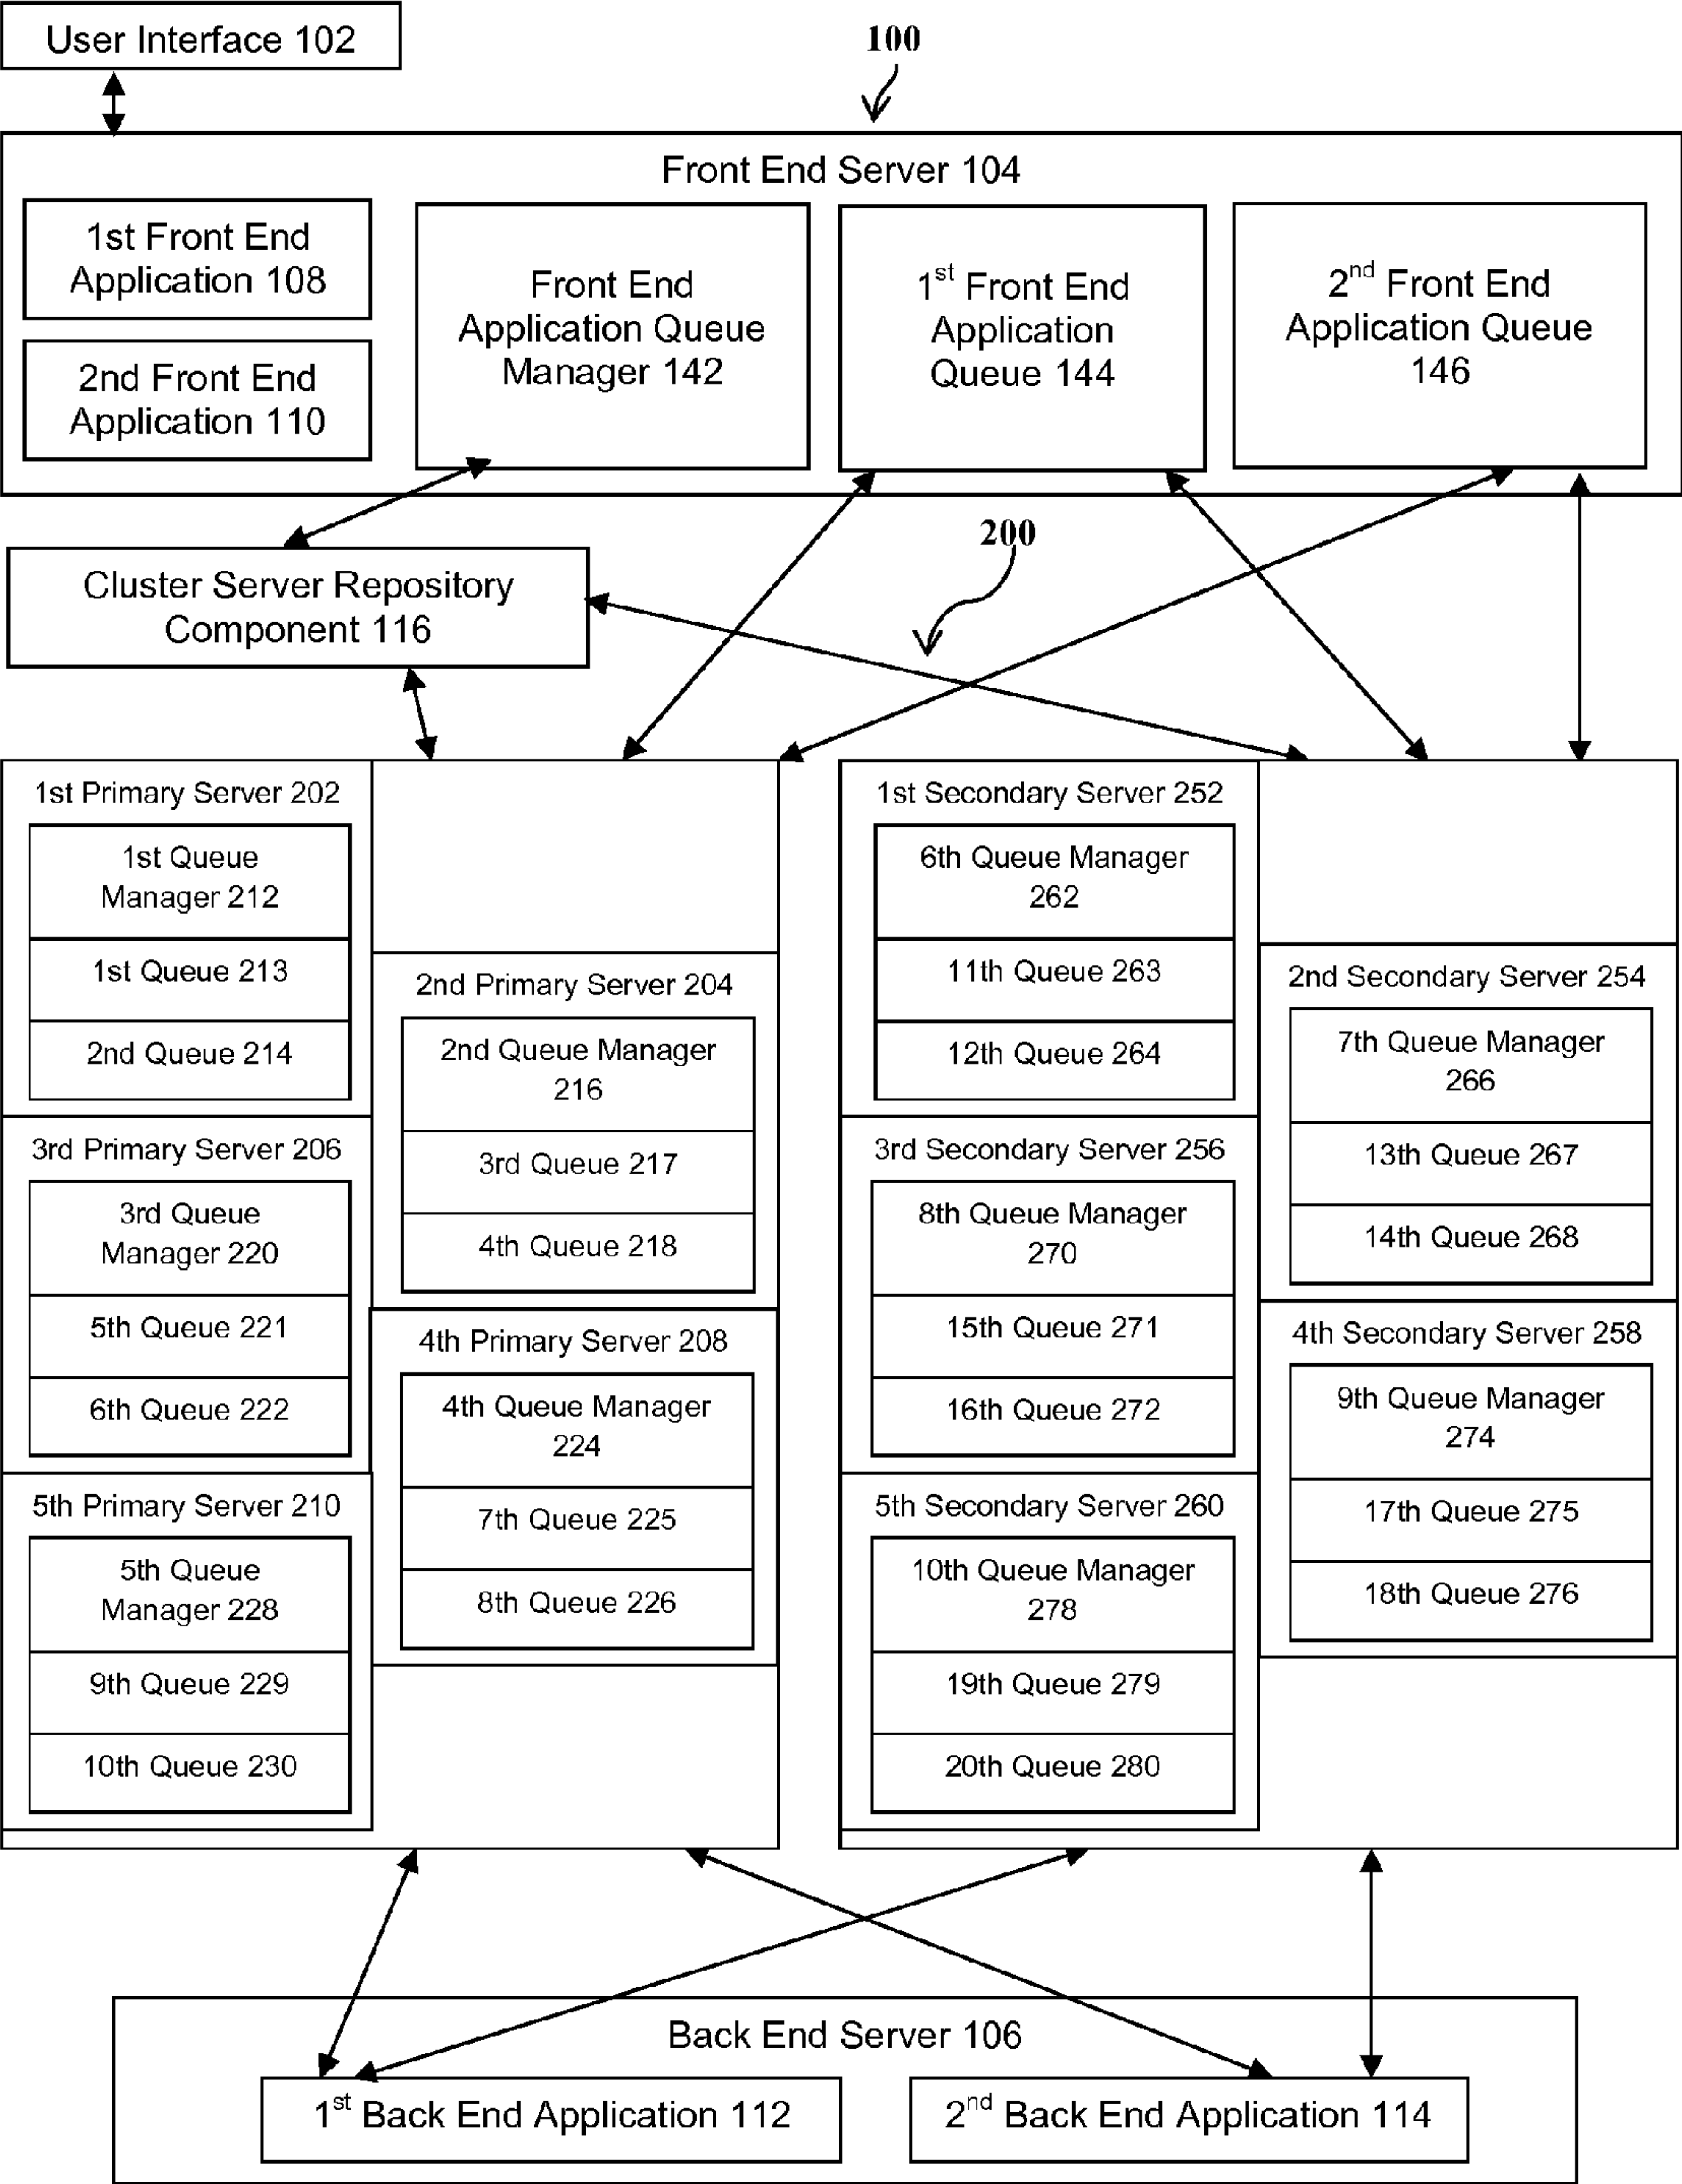 User Interface 102
100
Front End Server 104
1st Front End
Application 108
2nd Front End
Application 110
Front End
Application Queue
Manager 142
1st Front End
Application
Queue 144
2nd Front End
Application Queue
146
200
Cluster Server Repository
Component 116
1st Primary Server 202
1st Queue
Manager 212
1st Queue 213
2nd Queue 214
2nd Primary Server 204
2nd Queue Manager
216
3rd Queue 217
4th Queue 218
3rd Primary Server 206
3rd Queue
Manager 220
5th Queue 221
6th Queue 222
4th Primary Server 208
4th Queue Manager
224
7th Queue 225
8th Queue 226
5th Primary Server 210
5th Queue
Manager 228
9th Queue 229
10th Queue 230
1st Secondary Server 252
6th Queue Manager
262
11th Queue 263
12th Queue 264
2nd Secondary Server 254
7th Queue Manager
266
13th Queue 267
14th Queue 268
3rd Secondary Server 256
8th Queue Manager
270
15th Queue 271
16th Queue 272
4th Secondary Server 258
9th Queue Manager
274
17th Queue 275
18th Queue 276
5th Secondary Server 260
10th Queue Manager
278
19th Queue 279
20th Queue 280
Back End Server 106
1st Back End Application 112
2nd Back End Application 114